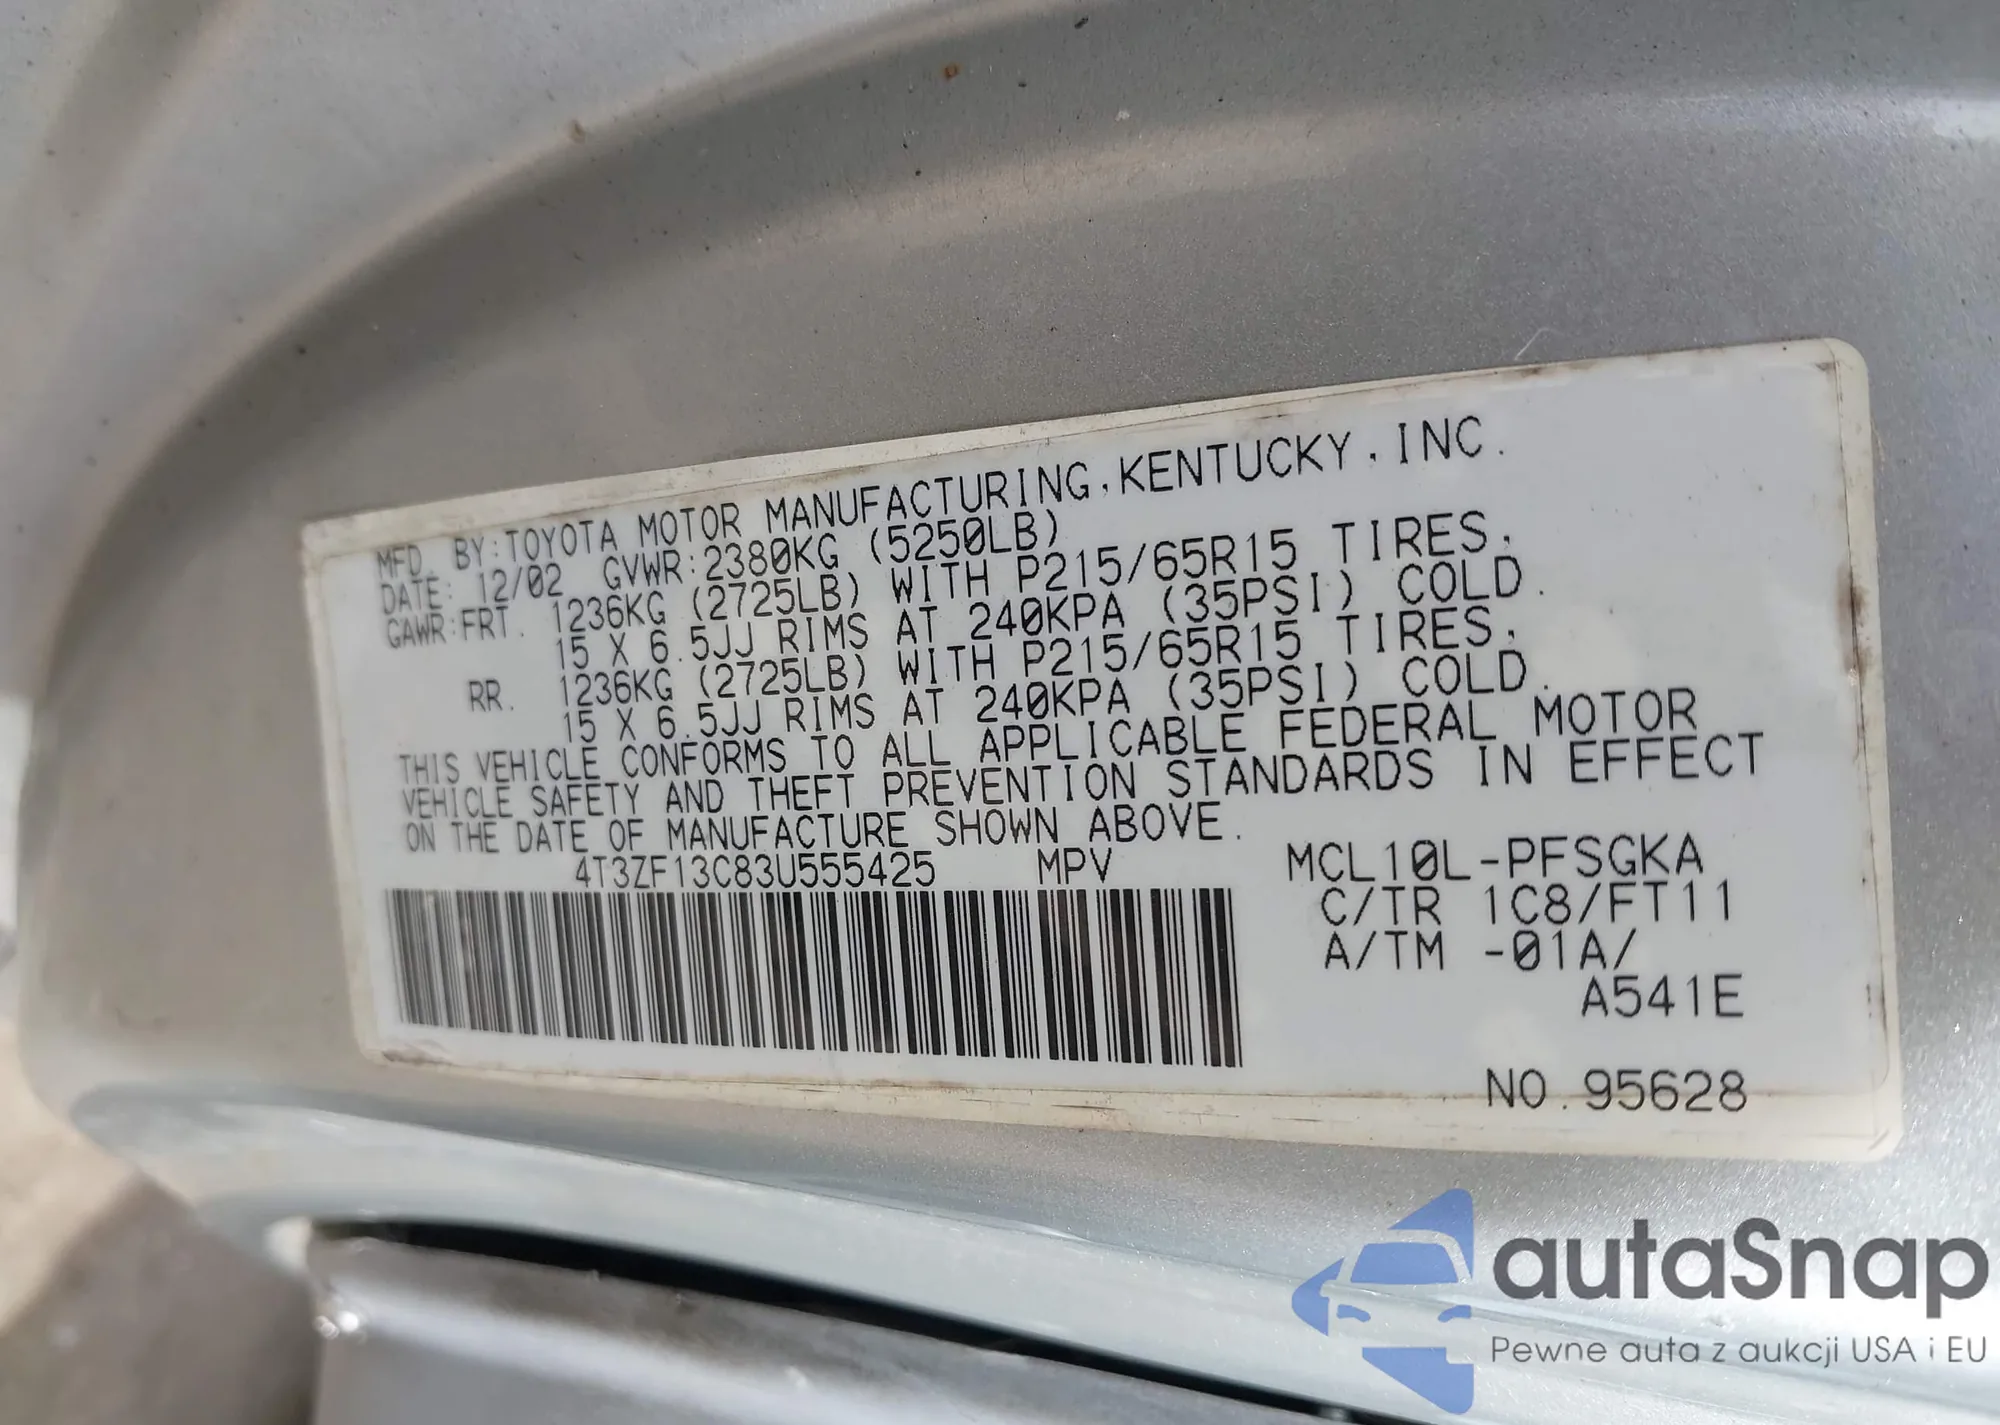 MFD. BY:TOYOTA MOTOR MANUFACTURING,KENTUCKY,INC.
DATE: 12/02 GVWR:2380KG (5250LB)
GAWR:FRT. 1236KG (2725LB) WITH P215/65R15 TIRES,
15 X 6.5JJ RIMS AT 240KPA (35PSI) COLD.
RR. 1236KG (2725LB) WITH P215/65R15 TIRES,
15 X 6.5JJ RIMS AT 240KPA (35PSI) COLD.
THIS VEHICLE CONFORMS TO ALL APPLICABLE FEDERAL MOTOR
VEHICLE SAFETY AND THEFT PREVENTION STANDARDS IN EFFECT
ON THE DATE OF MANUFACTURE SHOWN ABOVE.
4T3ZF13C83U555425 MPV MCL10L-PFSGKA
C/TR 1C8/FT11
A/TM -01A/
A541E
NO.95628
autaSnap
Pewne auta z aukcji USA i EU